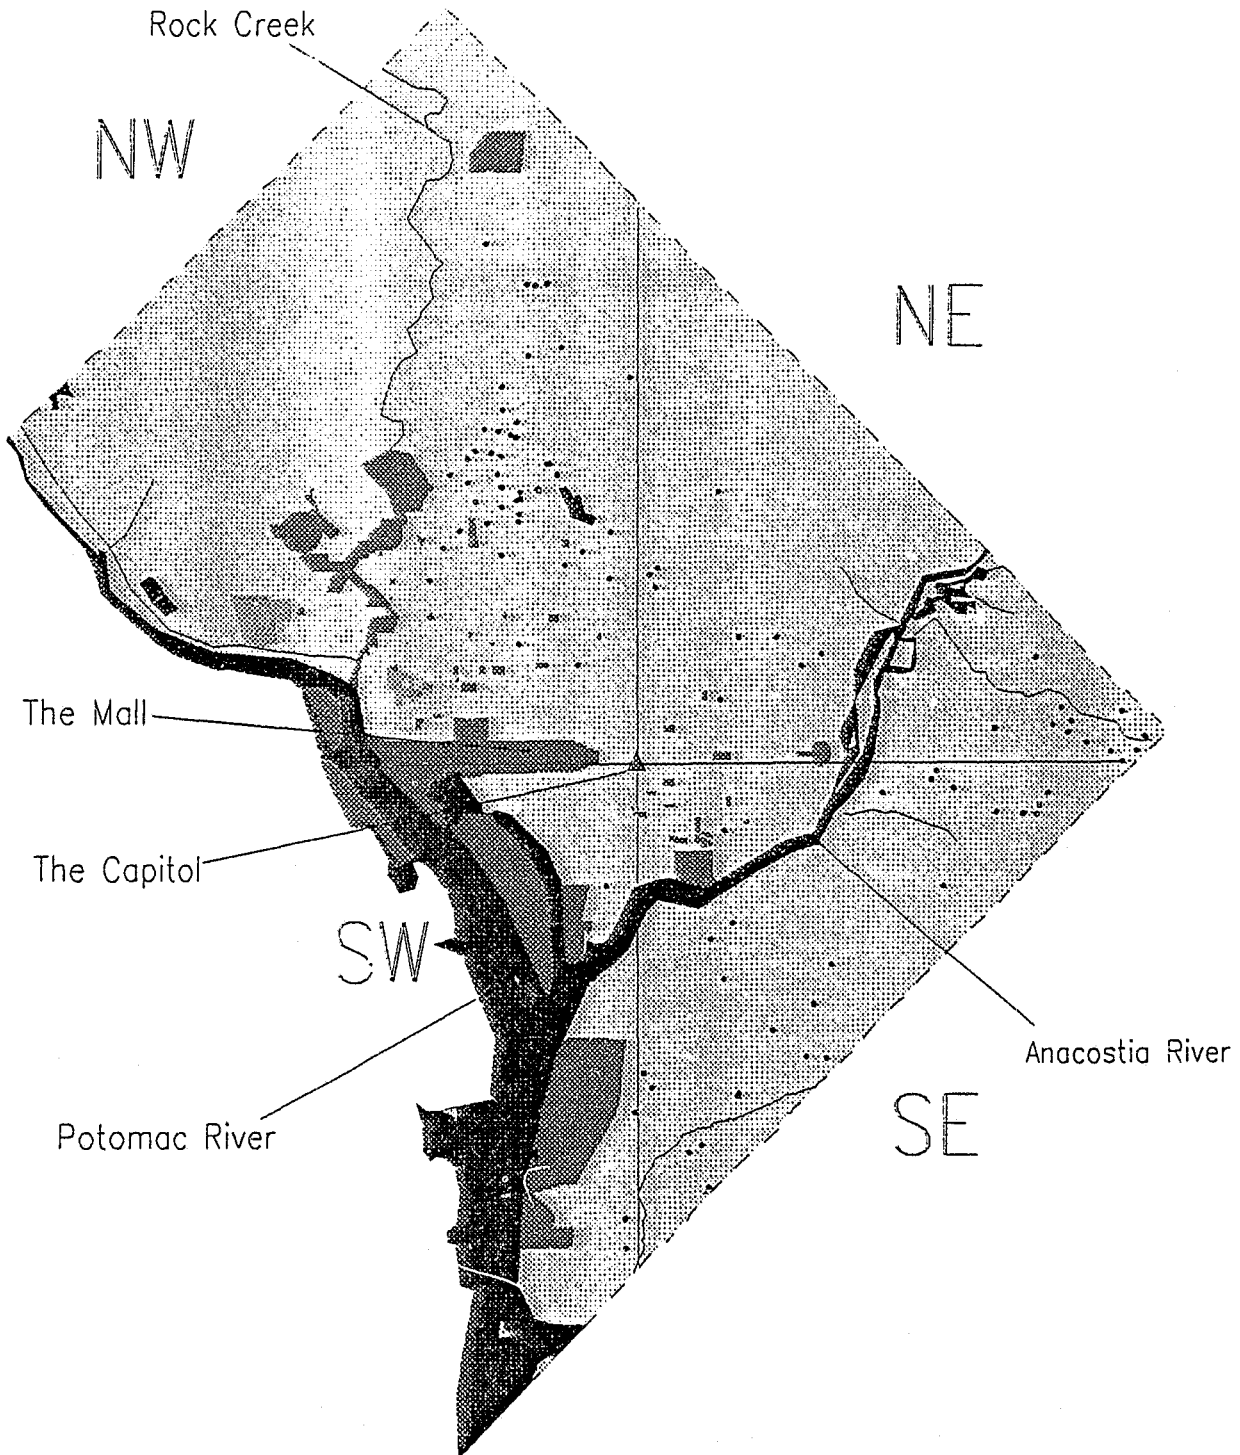 Rock Creek
NW
NE
The Mall
The Capitol
SW
Anacostia River
Potomac River
SE